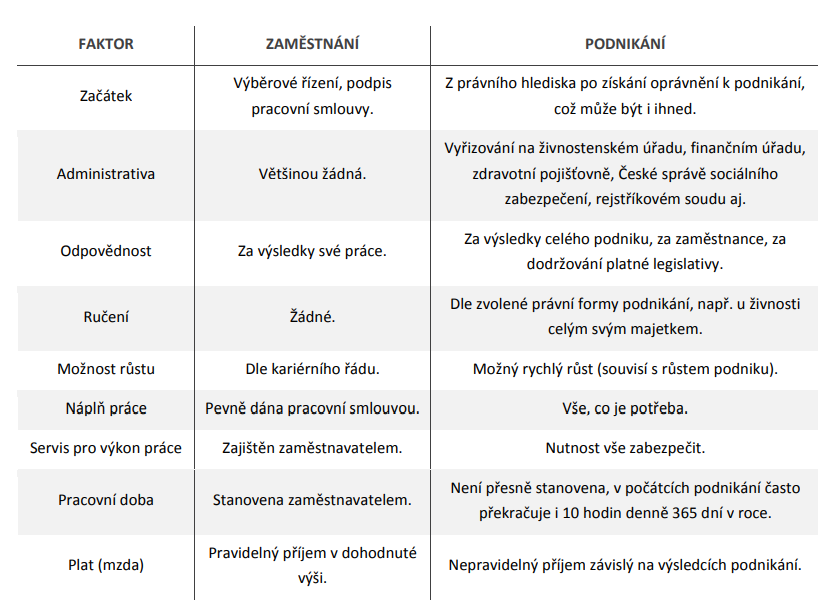 FAKTOR ZAMĚSTNÁNÍ PODNIKÁNÍ
Začátek
Výběrové řízení, podpis
pracovní smlouvy.
Z právního hlediska po získání oprávnění k podnikání,
což může být i ihned.
Administrativa
Většinou žádná.
Vyřizování na živnostenském úřadu, finančním úřadu,
zdravotní pojišťovně, České správě sociálního
zabezpečení, rejstříkovém soudu aj.
Odpovědnost
Za výsledky své práce.
Za výsledky celého podniku, za zaměstnance, za
dodržování platné legislativy.
Ručení
Žádné.
Dle zvolené právní formy podnikání, např. u živnosti
celým svým majetkem.
Možnost růstu
Dle kariérního řádu.
Možný rychlý růst (souvisí s růstem podniku).
Náplň práce
Pevně dána pracovní smlouvou.
Vše, co je potřeba.
Servis pro výkon práce
Zajištěn zaměstnavatelem.
Nutnost vše zabezpečit.
Pracovní doba
Stanovena zaměstnavatelem.
Není přesně stanovena, v počátcích podnikání často
překračuje i 10 hodin denně 365 dní v roce.
Plat (mzda)
Pravidelný příjem v dohodnuté
výši.
Nepravidelný příjem závislý na výsledcích podnikání.